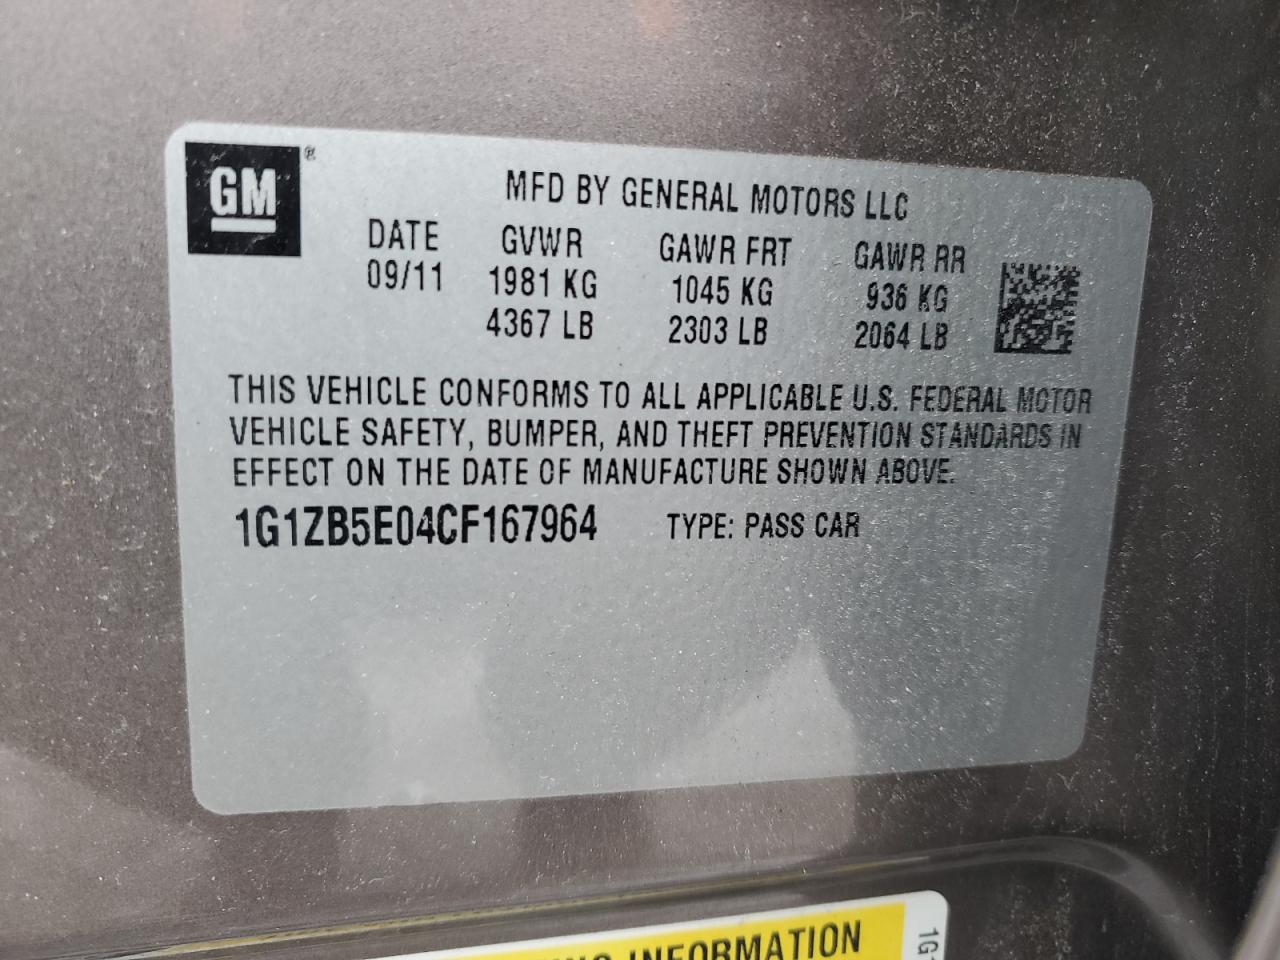 GM ®
MFD BY GENERAL MOTORS LLC
DATE GVWR GAWR FRT GAWR RR
09/11 1981 KG 1045 KG 936 KG
4367 LB 2303 LB 2064 LB
THIS VEHICLE CONFORMS TO ALL APPLICABLE U.S. FEDERAL MOTOR
VEHICLE SAFETY, BUMPER, AND THEFT PREVENTION STANDARDS IN
EFFECT ON THE DATE OF MANUFACTURE SHOWN ABOVE.
1G1ZB5E04CF167964 TYPE: PASS CAR
INFORMATION